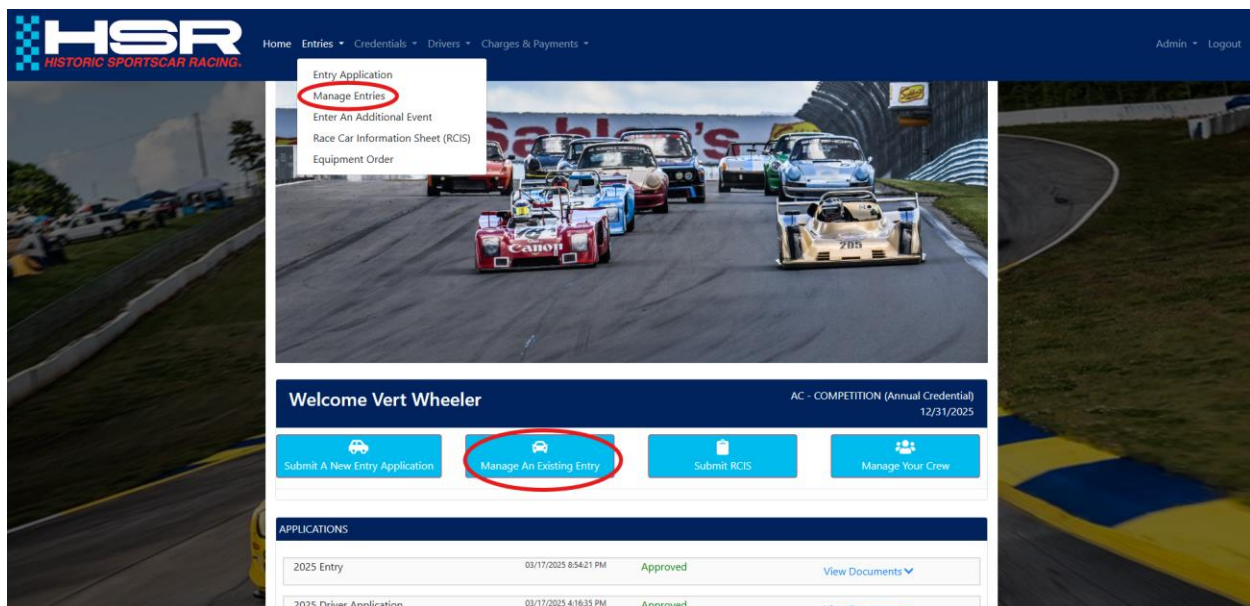 HSR
HISTORIC SPORTSCAR RACING.
Home Entries Credentials Drivers Charges & Payments Admin Logout
Entry Application
Manage Entries
Enter An Additional Event
Race Car Information Sheet (RCIS)
Equipment Order
Sahlen's
Canon
205
Welcome Vert Wheeler
AC - COMPETITION (Annual Credential)
12/31/2025
Submit A New Entry Application
Manage An Existing Entry
Submit RCIS
Manage Your Crew
APPLICATIONS
2025 Entry 03/17/2025 8:54:21 PM Approved View Documents
2025 Driver Application 03/17/2025 4:16:35 PM Approved